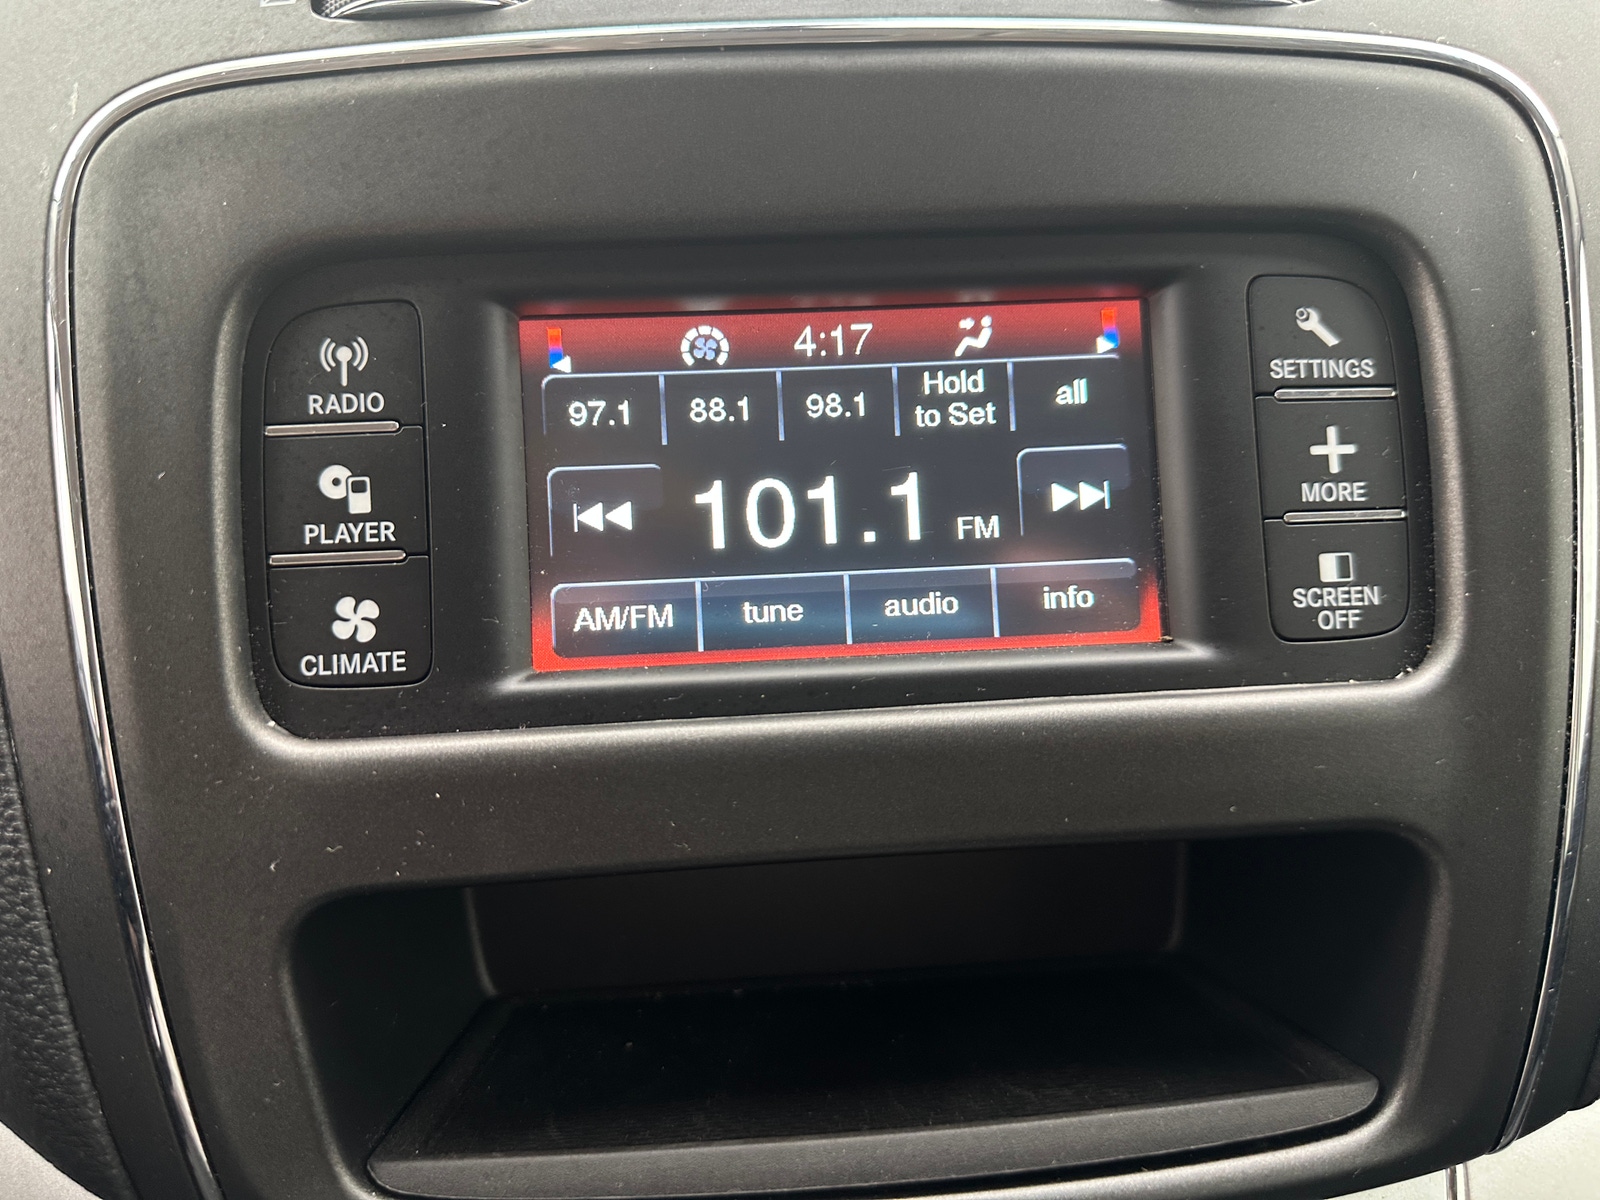 4:17
97.1 88.1 98.1 Hold all
to Set
101.1 FM
AM/FM tune audio info
RADIO
PLAYER
CLIMATE
SETTINGS
MORE
SCREEN
OFF